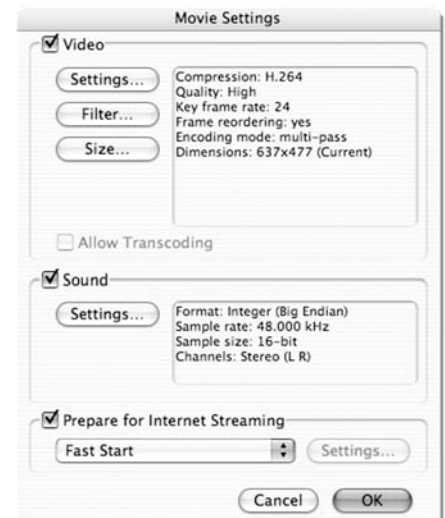 Movie Settings
Video
Settings...
Filter...
Size...
Compression: H.264
Quality: High
Key frame rate: 24
Frame reordering: yes
Encoding mode: multi-pass
Dimensions: 637x477 (Current)
Allow Transcoding
Sound
Settings...
Format: Integer (Big Endian)
Sample rate: 48.000 kHz
Sample size: 16-bit
Channels: Stereo (L R)
Prepare for Internet Streaming
Fast Start
Settings...
Cancel
OK